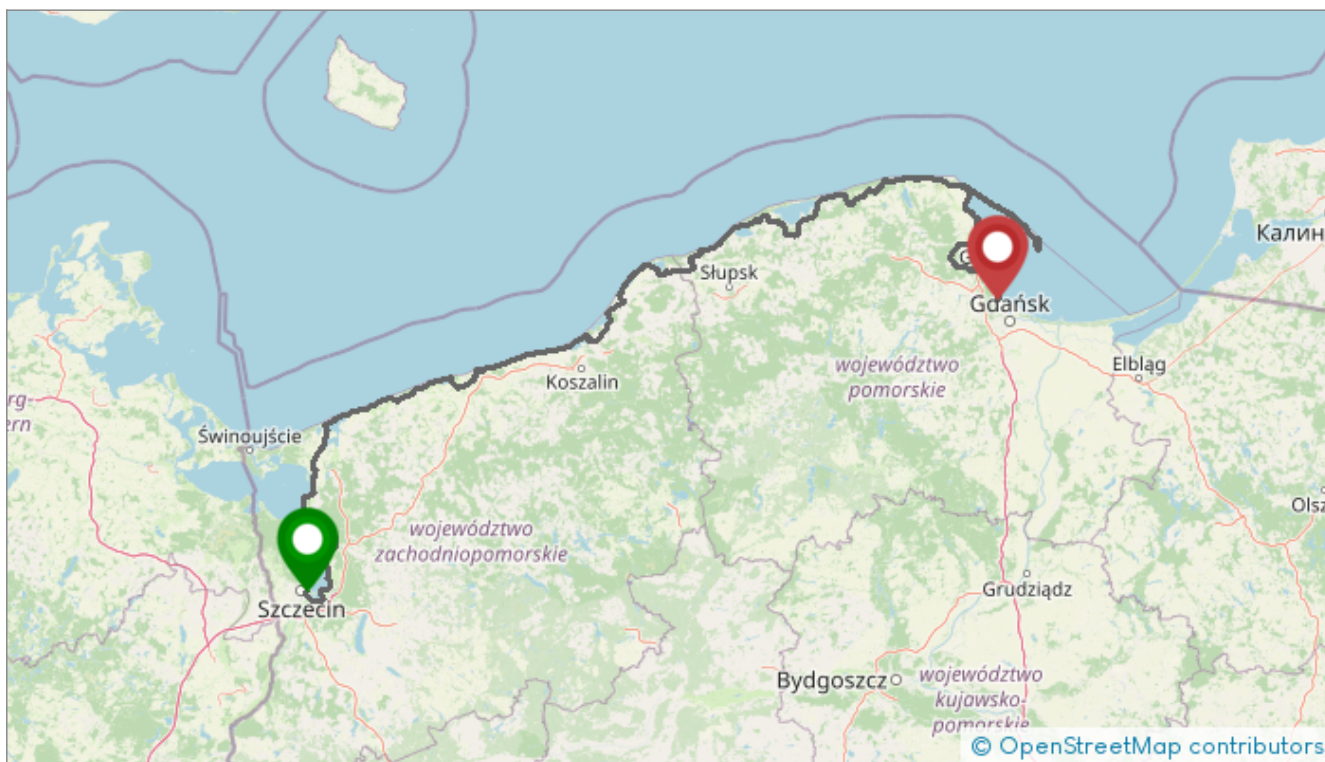 Калин
Słupsk
Gdańsk
Elbląg
województwo
pomorskie
Koszalin
rg-
ern
Świnoujście
Olsz
województwo
zachodniopomorskie
Grudziądz
Szczecin
Bydgoszcz
województwo
kujawsko-
pomorskie
© OpenStreetMap contributors